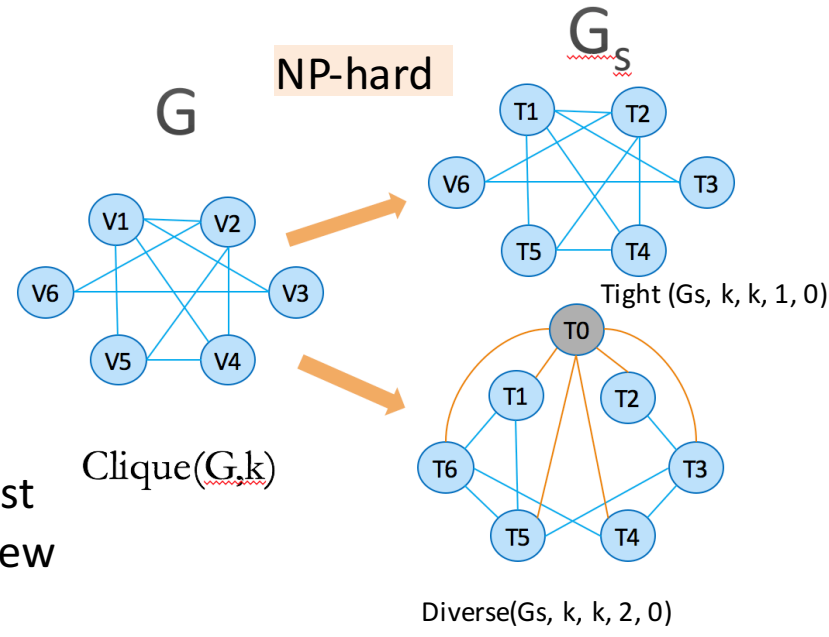 NP-hard
G
Gs
V1
V2
V6
V3
V5
V4
Clique(G,k)
st
ew
T1
T2
V6
T3
T5
T4
Tight (Gs, k, k, 1, 0)
T0
T1
T2
T6
T3
T5
T4
Diverse(Gs, k, k, 2, 0)